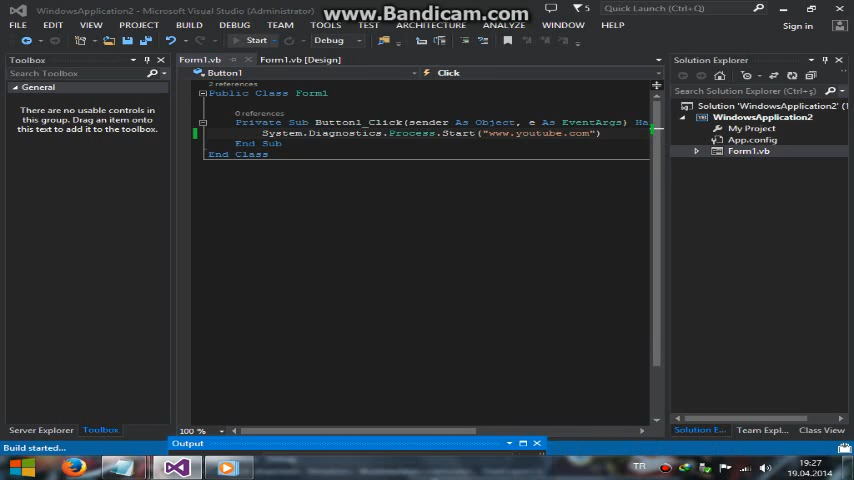 www.Bandicam.com
WindowsApplication2 - Microsoft Visual Studio (Administrator)
5
Quick Launch (Ctrl+Q)
FILE EDIT VIEW PROJECT BUILD DEBUG TEAM TOOLS TEST ARCHITECTURE ANALYZE WINDOW HELP
Sign in
Start
Debug
Toolbox
Search Toolbox
General
There are no usable controls in
this group. Drag an item onto
this text to add it to the toolbox.
Server Explorer Toolbox
Form1.vb Form1.vb [Design]
Button1 Click
2 references
Public Class Form1
0 references
Private Sub Button1_Click(sender As Object, e As EventArgs) Ha
System.Diagnostics.Process.Start("www.youtube.com")
End Sub
End Class
100 %
Solution Explorer
Search Solution Explorer (Ctrl+ş)
Solution 'WindowsApplication2' (1
WindowsApplication2
My Project
App.config
Form1.vb
Solution E... Team Expl... Class View
Output
Build started...
TR
19:27
19.04.2014